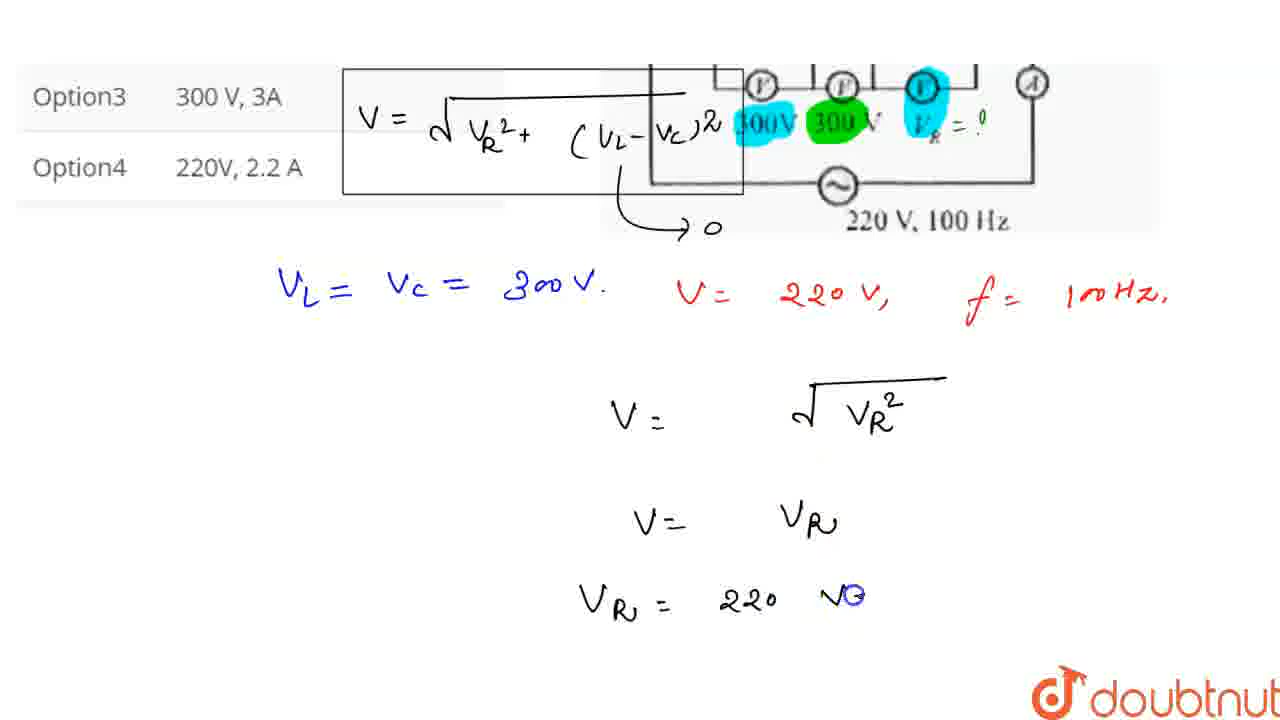 Option3 300 V, 3A
Option4 220V, 2.2 A
V = √ V_R² + (V_L - V_C)²
→ 0
V V V A
300V 300 V V_R = ?
~
220 V, 100 Hz
V_L = V_C = 300 V. V = 220 V, f = 100 Hz.
V = √ V_R²
V = V_R
V_R = 220 V
doubtnut